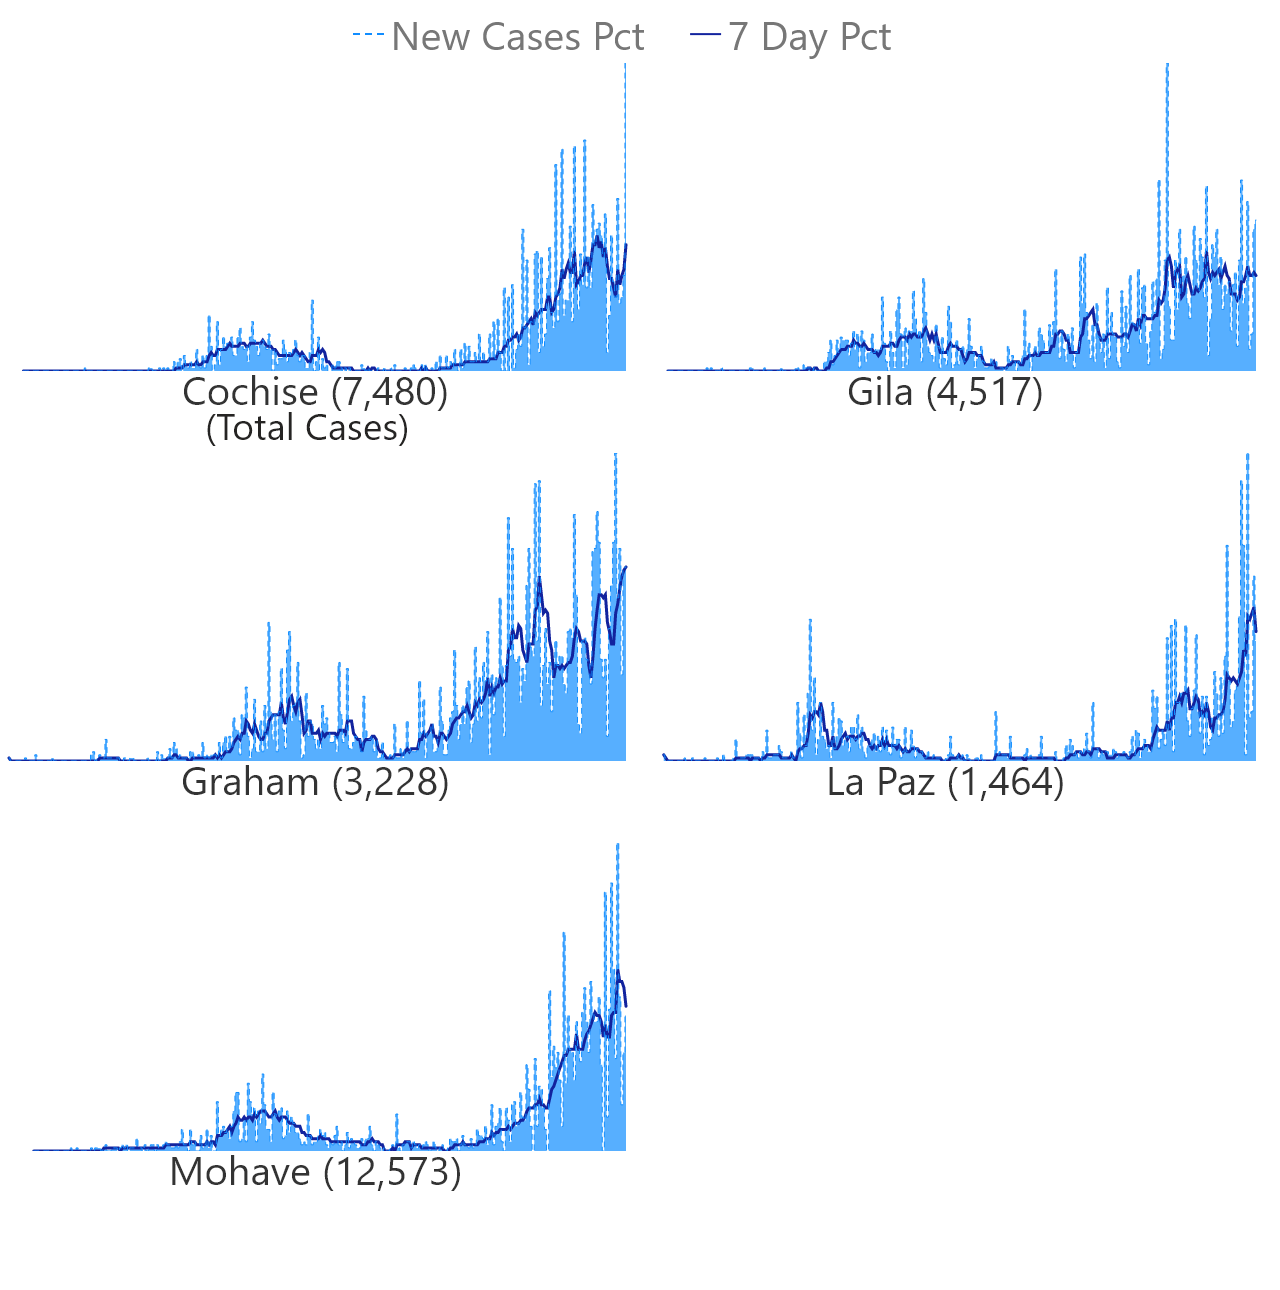 New Cases Pct 7 Day Pct
Cochise (7,480)
(Total Cases)
Gila (4,517)
Graham (3,228)
La Paz (1,464)
Mohave (12,573)